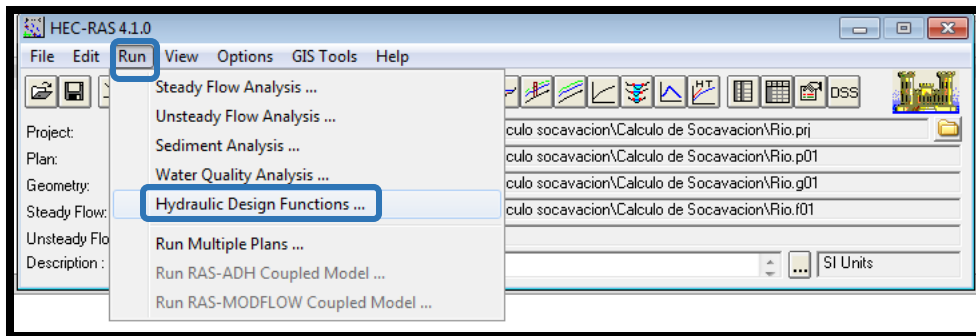 HEC-RAS 4.1.0
File Edit Run View Options GIS Tools Help
Steady Flow Analysis ...
Unsteady Flow Analysis ...
Sediment Analysis ...
Water Quality Analysis ...
Hydraulic Design Functions ...
Run Multiple Plans ...
Run RAS-ADH Coupled Model ...
Run RAS-MODFLOW Coupled Model ...
HT
DSS
Project: culo socavacion\Calculo de Socavacion\Rio.prj
Plan: culo socavacion\Calculo de Socavacion\Rio.p01
Geometry: culo socavacion\Calculo de Socavacion\Rio.g01
Steady Flow: culo socavacion\Calculo de Socavacion\Rio.f01
Unsteady Flo
Description : ... SI Units